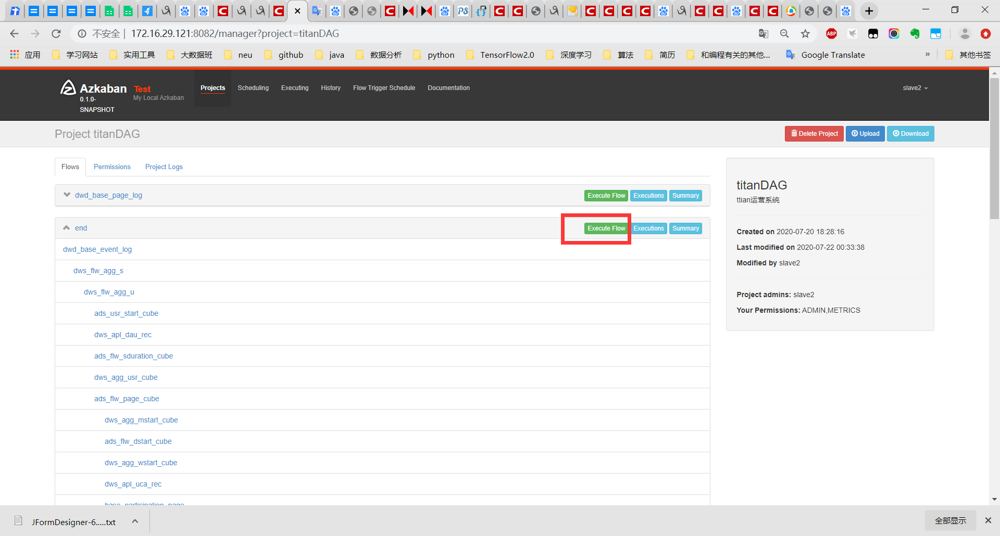 不安全 | 172.16.29.121:8082/manager?project=titanDAG
应用 学习网站 实用工具 大数据班 neu github java 数据分析 python TensorFlow2.0 深度学习 算法 简历 和编程有关的其他... Google Translate » 其他书签
Azkaban
0.1.0-
SNAPSHOT
Test
My Local Azkaban
Projects Scheduling Executing History Flow Trigger Schedule Documentation
slave2
Project titanDAG
Delete Project Upload Download
Flows Permissions Project Logs
dwd_base_page_log Execute Flow Executions Summary
end Execute Flow Executions Summary
dwd_base_event_log
dws_flw_agg_s
dws_flw_agg_u
ads_usr_start_cube
dws_apl_dau_rec
ads_flw_sduration_cube
dws_agg_usr_cube
ads_flw_page_cube
dws_agg_mstart_cube
ads_flw_dstart_cube
dws_agg_wstart_cube
dws_apl_uca_rec
base_participation_page
titanDAG
ttian运营系统
Created on 2020-07-20 18:28:16
Last modified on 2020-07-22 00:33:38
Modified by slave2
Project admins: slave2
Your Permissions: ADMIN,METRICS
JFormDesigner-6.....txt
全部显示